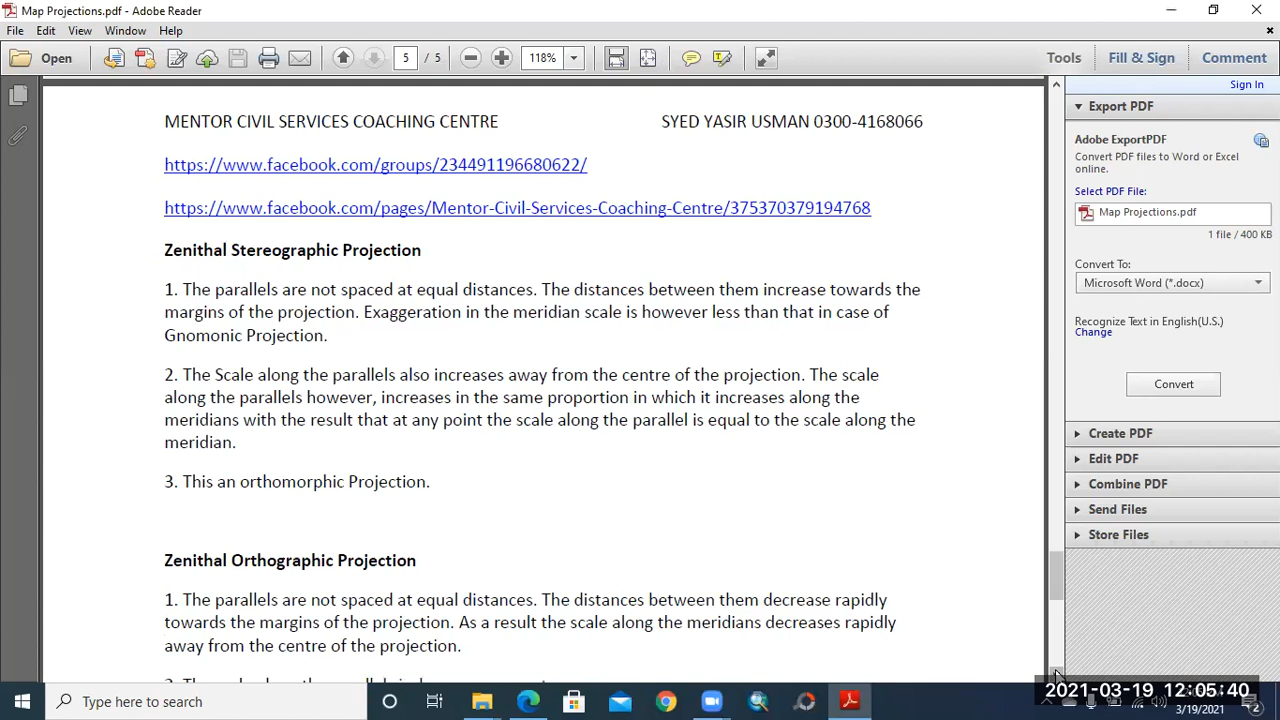 Map Projections.pdf - Adobe Reader
File Edit View Window Help
Open 5 / 5 118% Tools Fill & Sign Comment
Sign In
MENTOR CIVIL SERVICES COACHING CENTRE SYED YASIR USMAN 0300-4168066
https://www.facebook.com/groups/234491196680622/
https://www.facebook.com/pages/Mentor-Civil-Services-Coaching-Centre/375370379194768
Zenithal Stereographic Projection
1. The parallels are not spaced at equal distances. The distances between them increase towards the
margins of the projection. Exaggeration in the meridian scale is however less than that in case of
Gnomonic Projection.
2. The Scale along the parallels also increases away from the centre of the projection. The scale
along the parallels however, increases in the same proportion in which it increases along the
meridians with the result that at any point the scale along the parallel is equal to the scale along the
meridian.
3. This an orthomorphic Projection.
Zenithal Orthographic Projection
1. The parallels are not spaced at equal distances. The distances between them decrease rapidly
towards the margins of the projection. As a result the scale along the meridians decreases rapidly
away from the centre of the projection.
Export PDF
Adobe ExportPDF
Convert PDF files to Word or Excel
online.
Select PDF File:
Map Projections.pdf
1 file / 400 KB
Convert To:
Microsoft Word (*.docx)
Recognize Text in English(U.S.)
Change
Convert
Create PDF
Edit PDF
Combine PDF
Send Files
Store Files
Type here to search
2021-03-19 12:05:40
3/19/2021
2